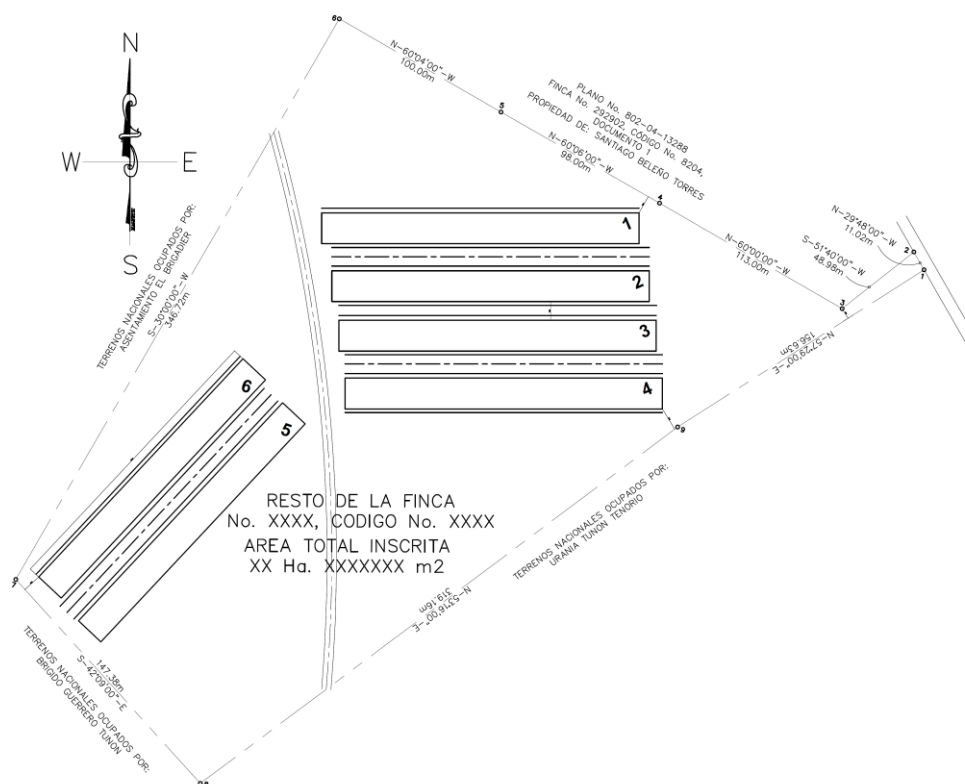 6
N
N-60°04'00"-W
100.00m
5
PLANO No. 802-04-13288
FINCA No. 292902, CÓDIGO No. 8204,
DOCUMENTO 1
PROPIEDAD DE: SANTIAGO BELEÑO TORRES
W
E
N-60°06'00"-W
98.00m
4
S
N-29°48'00"-W
11.02m
2
S-51°40'00"-W
48.98m
1
N-60°00'00"-W
113.00m
3
1
2
3
4
TERRENOS NACIONALES OCUPADOS POR:
ASENTAMIENTO EL BRIGADIER
S-30°00'00"-W
346.72m
N-57°29'00"-E
156.63m
6
5
9
RESTO DE LA FINCA
No. XXXX, CODIGO No. XXXX
AREA TOTAL INSCRITA
XX Ha. XXXXXXX m2
TERRENOS NACIONALES OCUPADOS POR:
URANIA TUNON TENORIO
N-53°16'00"-E
319.16m
7
147.38m
S-42°09'00"-E
TERRENOS NACIONALES OCUPADOS POR:
BRIGIDO GUERRERO TUNON
8